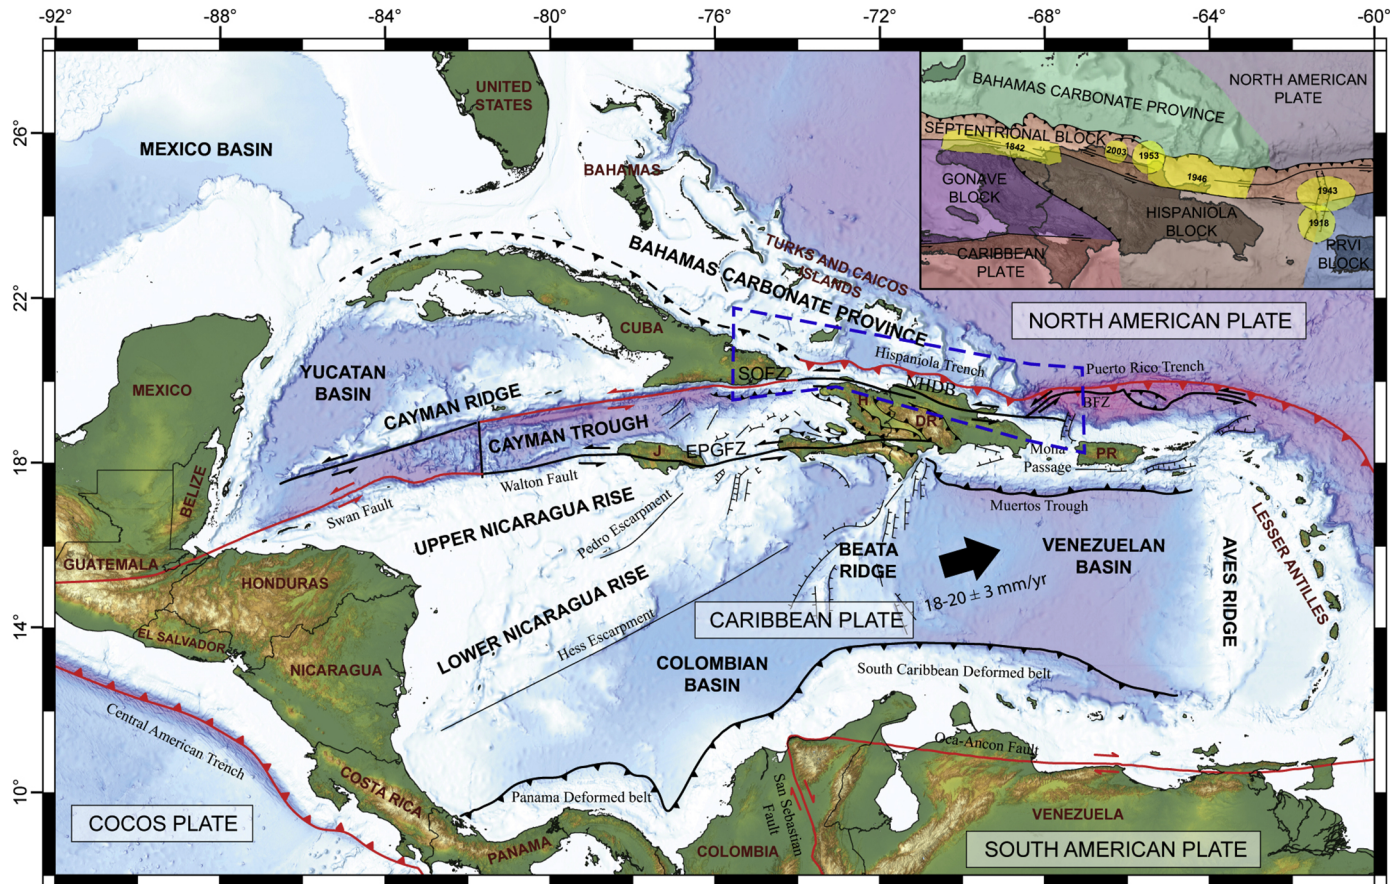 -92
-88
-84
-80
-76
-72
-68
-64
-60°
26°
22°
18°
14°
10°
UNITED
STATES
MEXICO BASIN
BAHAMAS
BAHAMAS CARBONATE PROVINCE
TURKS AND CAICOS
ISLANDS
BAHAMAS CARBONATE PROVINCE
NORTH AMERICAN
PLATE
SEPTENTRIONAL BLOCK
1842
2003
1953
1946
1943
1918
GONAVE
BLOCK
HISPANIOLA
BLOCK
CARIBBEAN
PLATE
PRVI
BLOCK
NORTH AMERICAN PLATE
CUBA
YUCATAN
BASIN
MEXICO
CAYMAN RIDGE
CAYMAN TROUGH
SOFZ
Hispaniola Trench
NHDB
Puerto Rico Trench
BFZ
H
DR
PR
Mona
Passage
J
EPGFZ
Walton Fault
Swan Fault
BELIZE
GUATEMALA
HONDURAS
EL SALVADOR
NICARAGUA
UPPER NICARAGUA RISE
Pedro Escarpment
LOWER NICARAGUA RISE
Hess Escarpment
BEATA
RIDGE
Muertos Trough
VENEZUELAN
BASIN
18-20 ± 3 mm/yr
AVES RIDGE
LESSER ANTILLES
CARIBBEAN PLATE
COLOMBIAN
BASIN
South Caribbean Deformed belt
Central American Trench
COCOS PLATE
COSTA RICA
PANAMA
Panama Deformed belt
COLOMBIA
San Sebastian
Fault
Oca-Ancon Fault
VENEZUELA
SOUTH AMERICAN PLATE